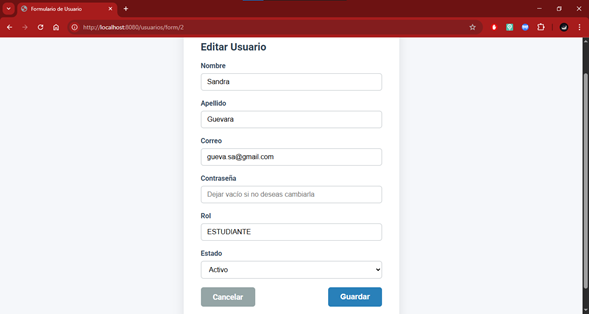 Formulario de Usuario
http://localhost:8080/usuarios/form/2
Editar Usuario
Nombre
Sandra
Apellido
Guevara
Correo
gueva.sa@gmail.com
Contraseña
Dejar vacío si no deseas cambiarla
Rol
ESTUDIANTE
Estado
Activo
Cancelar
Guardar